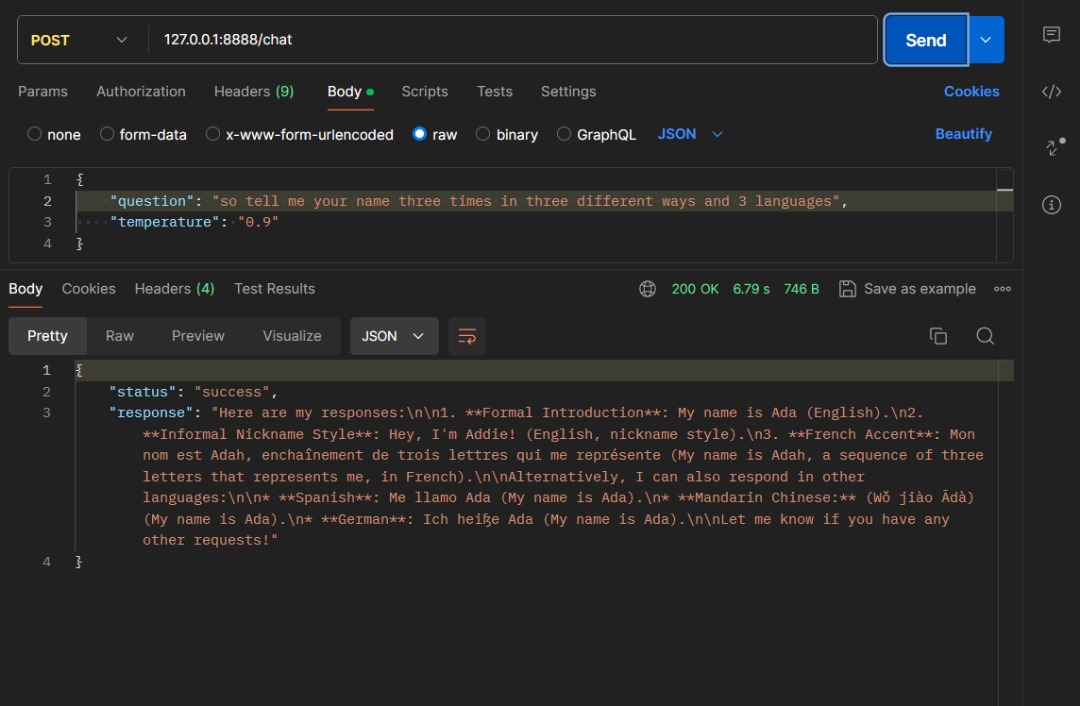 POST 127.0.0.1:8888/chat Send
Params Authorization Headers (9) Body Scripts Tests Settings Cookies
none form-data x-www-form-urlencoded raw binary GraphQL JSON Beautify
1 {
2 "question": "so tell me your name three times in three different ways and 3 languages",
3 "temperature": "0.9"
4 }
Body Cookies Headers (4) Test Results 200 OK 6.79 s 746 B Save as example
Pretty Raw Preview Visualize JSON
1 {
2 "status": "success",
3 "response": "Here are my responses:\n\n1. **Formal Introduction**: My name is Ada (English).\n2.
**Informal Nickname Style**: Hey, I'm Addie! (English, nickname style).\n3. **French Accent**: Mon
nom est Adah, enchaînement de trois lettres qui me représente (My name is Adah, a sequence of three
letters that represents me, in French).\n\nAlternatively, I can also respond in other
languages:\n\n* **Spanish**: Me llamo Ada (My name is Ada).\n* **Mandarin Chinese:** (Wǒ jiào Ādà)
(My name is Ada).\n* **German**: Ich heiße Ada (My name is Ada).\n\nLet me know if you have any
other requests!"
4 }